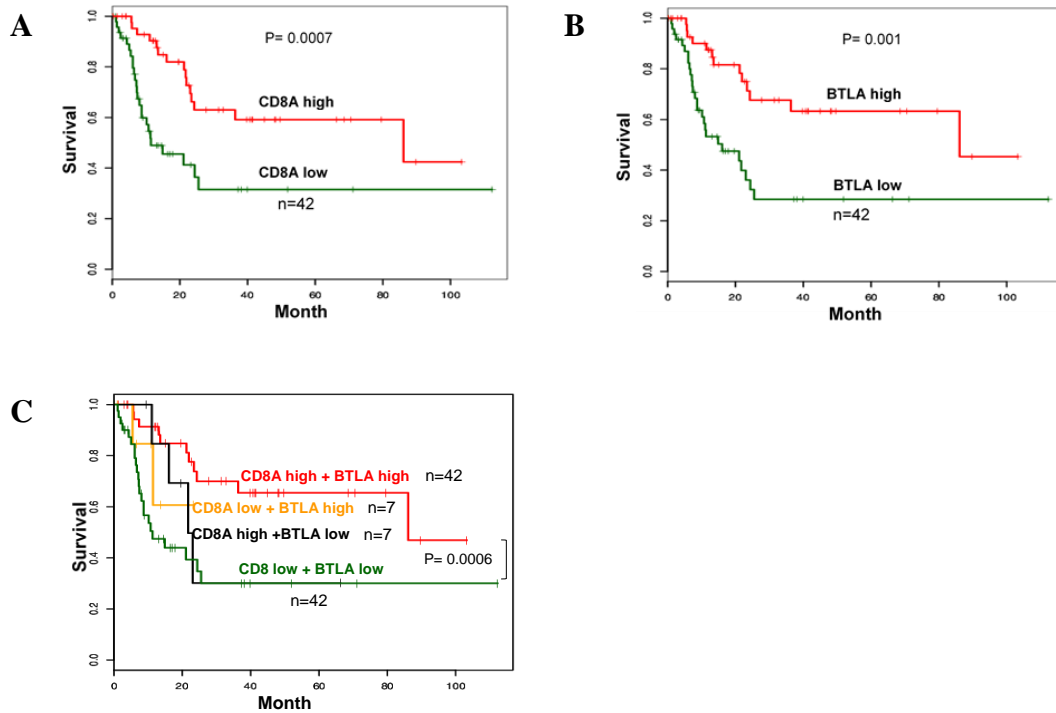 A
P= 0.0007
CD8A high
CD8A low
n=42
Survival
0.0
0.2
0.4
0.6
0.8
1.0
0
20
40
60
80
100
Month
B
P= 0.001
BTLA high
BTLA low
n=42
Survival
0.0
0.2
0.4
0.6
0.8
1.0
0
20
40
60
80
100
Month
C
CD8A high + BTLA high n=42
CD8A low + BTLA high n=7
CD8A high +BTLA low n=7
P= 0.0006
CD8 low + BTLA low
n=42
Survival
0.0
0.2
0.4
0.6
0.8
1.0
0
20
40
60
80
100
Month